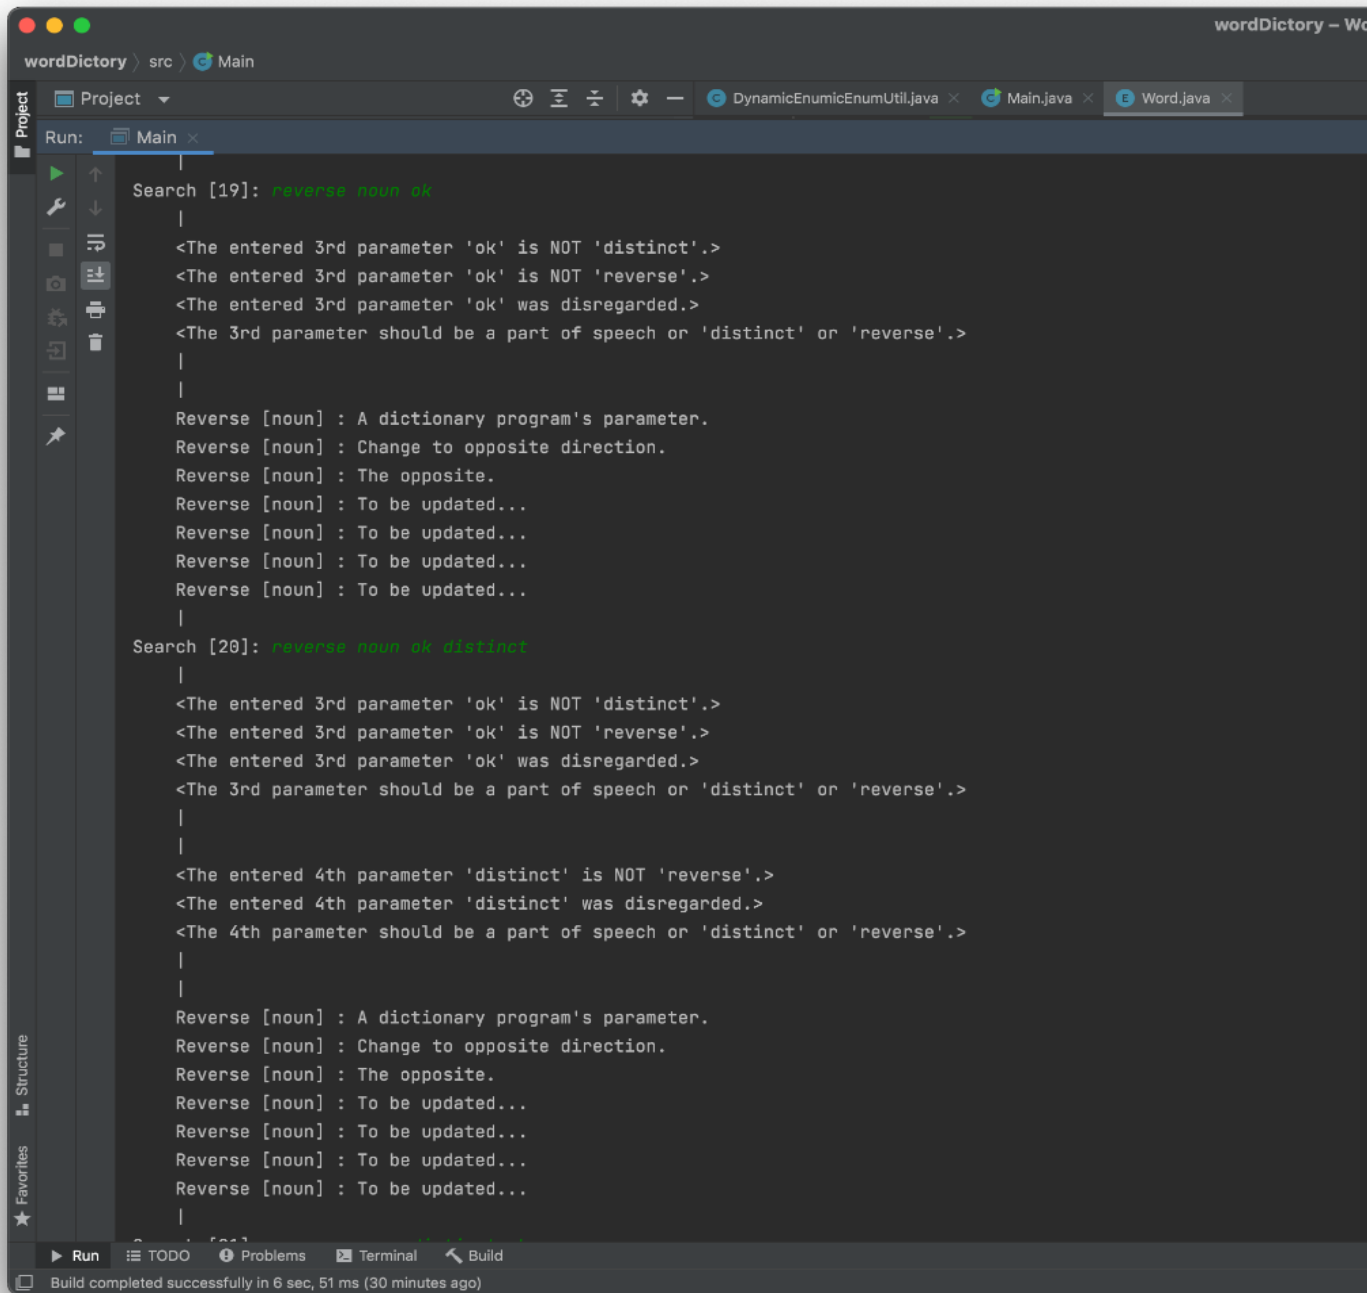 wordDictory – Wo
wordDictory src Main
Project DynamicEnumicEnumUtil.java Main.java Word.java
Project
Run: Main
|
Search [19]: reverse noun ok
|
<The entered 3rd parameter 'ok' is NOT 'distinct'.>
<The entered 3rd parameter 'ok' is NOT 'reverse'.>
<The entered 3rd parameter 'ok' was disregarded.>
<The 3rd parameter should be a part of speech or 'distinct' or 'reverse'.>
|
|
Reverse [noun] : A dictionary program's parameter.
Reverse [noun] : Change to opposite direction.
Reverse [noun] : The opposite.
Reverse [noun] : To be updated...
Reverse [noun] : To be updated...
Reverse [noun] : To be updated...
Reverse [noun] : To be updated...
|
Search [20]: reverse noun ok distinct
|
<The entered 3rd parameter 'ok' is NOT 'distinct'.>
<The entered 3rd parameter 'ok' is NOT 'reverse'.>
<The entered 3rd parameter 'ok' was disregarded.>
<The 3rd parameter should be a part of speech or 'distinct' or 'reverse'.>
|
|
<The entered 4th parameter 'distinct' is NOT 'reverse'.>
<The entered 4th parameter 'distinct' was disregarded.>
<The 4th parameter should be a part of speech or 'distinct' or 'reverse'.>
|
|
Reverse [noun] : A dictionary program's parameter.
Reverse [noun] : Change to opposite direction.
Reverse [noun] : The opposite.
Reverse [noun] : To be updated...
Reverse [noun] : To be updated...
Reverse [noun] : To be updated...
Reverse [noun] : To be updated...
|
Structure
Favorites
Run TODO Problems Terminal Build
Build completed successfully in 6 sec, 51 ms (30 minutes ago)